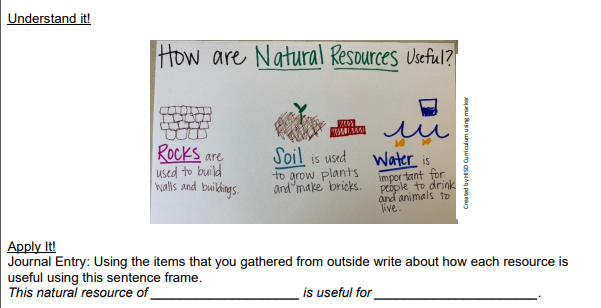 Understand it!
How are Natural Resources Useful?
Rocks are
used to build
walls and buildings.
Soil is used
to grow plants
and make bricks.
Water is
important for
people to drink
and animals to
live.
Created by HISD Curriculum using marker
Apply It!
Journal Entry: Using the items that you gathered from outside write about how each resource is
useful using this sentence frame.
This natural resource of ____________________ is useful for ______________________.